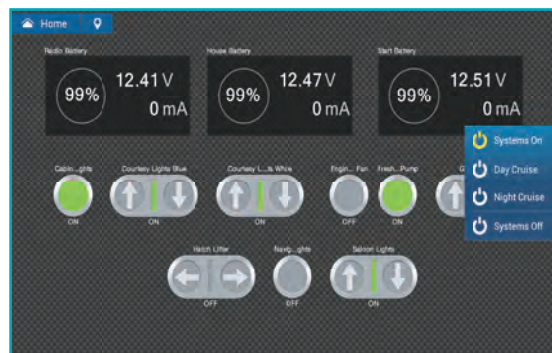 Home
Radio Battery
House Battery
Start Battery
99%
12.41 V
0 mA
99%
12.47 V
0 mA
99%
12.51 V
0 mA
Systems On
Day Cruise
Night Cruise
Systems Off
Cabin...ghts
Courtesy Lights Blue
Courtesy L...ts White
Engin... Fan
Fresh...Pump
G
ON
ON
ON
OFF
ON
Hatch Lifter
Navig...ghts
Saloon Lights
OFF
OFF
ON